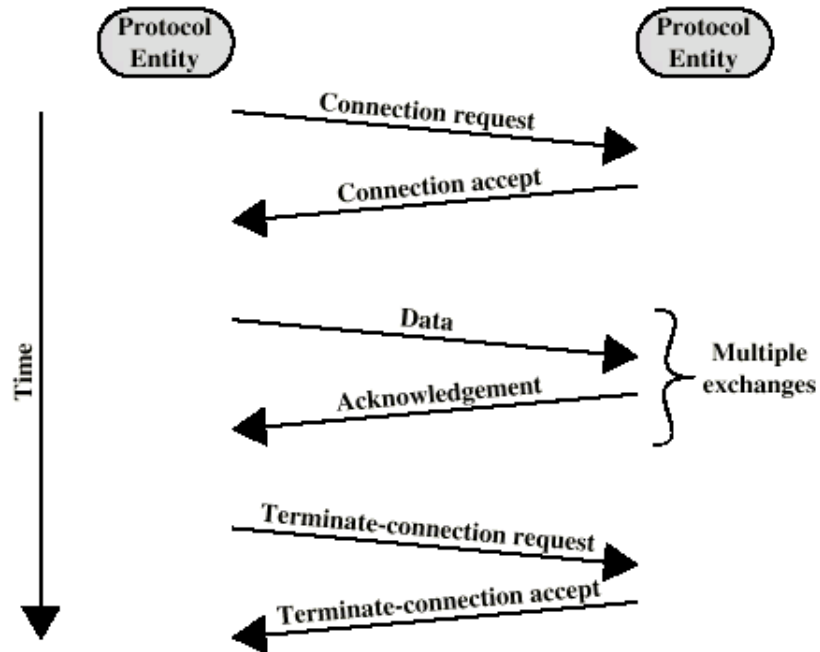 Protocol
Entity
Protocol
Entity
Connection request
Connection accept
Data
Multiple
exchanges
Time
Acknowledgement
Terminate-connection request
Terminate-connection accept